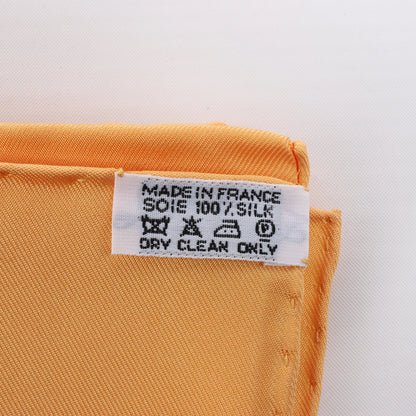 MADE IN FRANCE
SOIE 100% SILK
P
DRY CLEAN ONLY